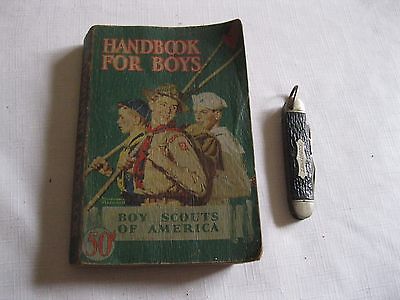 HANDBOOK
FOR BOYS
BOY SCOUTS
OF AMERICA
50¢